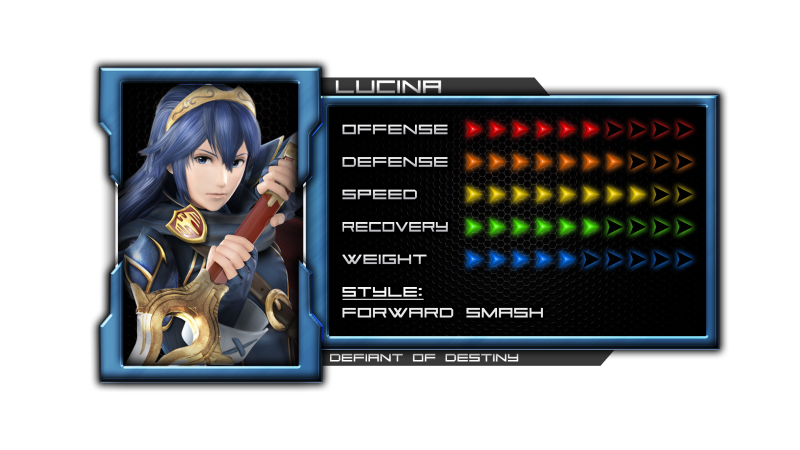 LUCINA
OFFENSE
DEFENSE
SPEED
RECOVERY
WEIGHT
STYLE:
FORWARD SMASH
DEFIANT OF DESTINY